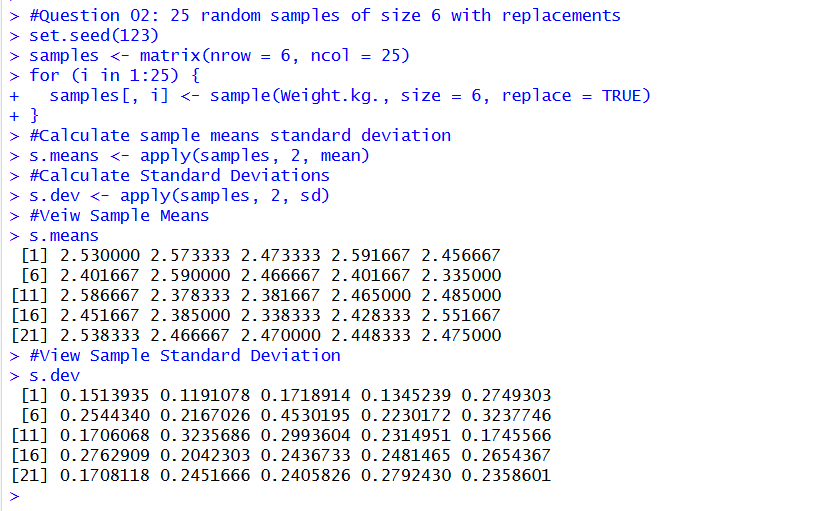 > #Question 02: 25 random samples of size 6 with replacements
> set.seed(123)
> samples <- matrix(nrow = 6, ncol = 25)
> for (i in 1:25) {
+   samples[, i] <- sample(Weight.kg., size = 6, replace = TRUE)
+ }
> #Calculate sample means standard deviation
> s.means <- apply(samples, 2, mean)
> #Calculate Standard Deviations
> s.dev <- apply(samples, 2, sd)
> #Veiw Sample Means
> s.means
 [1] 2.530000 2.573333 2.473333 2.591667 2.456667
 [6] 2.401667 2.590000 2.466667 2.401667 2.335000
[11] 2.586667 2.378333 2.381667 2.465000 2.485000
[16] 2.451667 2.385000 2.338333 2.428333 2.551667
[21] 2.538333 2.466667 2.470000 2.448333 2.475000
> #View Sample Standard Deviation
> s.dev
 [1] 0.1513935 0.1191078 0.1718914 0.1345239 0.2749303
 [6] 0.2544340 0.2167026 0.4530195 0.2230172 0.3237746
[11] 0.1706068 0.3235686 0.2993604 0.2314951 0.1745566
[16] 0.2762909 0.2042303 0.2436733 0.2481465 0.2654367
[21] 0.1708118 0.2451666 0.2405826 0.2792430 0.2358601
>